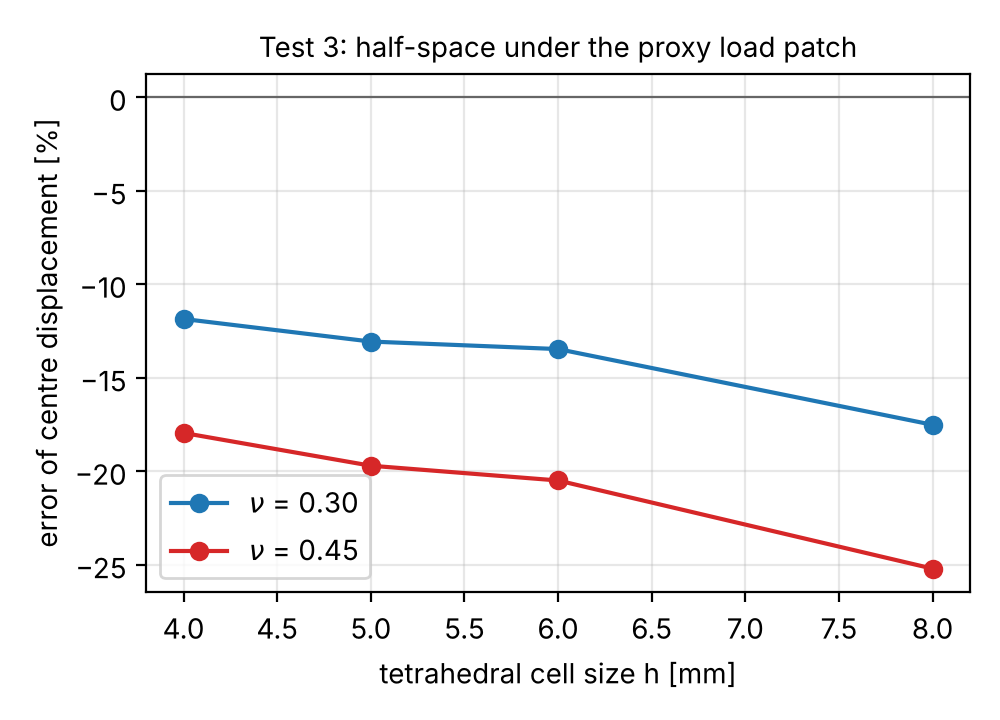 Test 3: half-space under the proxy load patch
error of centre displacement [%]
0
−5
−10
−15
−20
−25
ν = 0.30
ν = 0.45
4.0 4.5 5.0 5.5 6.0 6.5 7.0 7.5 8.0
tetrahedral cell size h [mm]